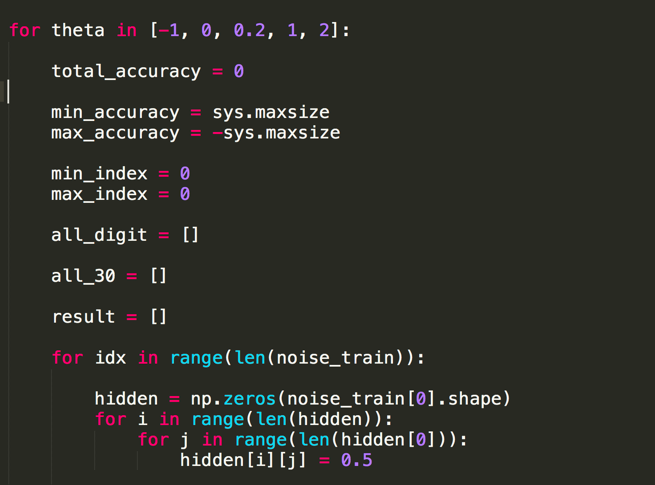 for theta in [-1, 0, 0.2, 1, 2]:
total_accuracy = 0
min_accuracy = sys.maxsize
max_accuracy = -sys.maxsize
min_index = 0
max_index = 0
all_digit = []
all_30 = []
result = []
for idx in range(len(noise_train)):
hidden = np.zeros(noise_train[0].shape)
for i in range(len(hidden)):
for j in range(len(hidden[0])):
hidden[i][j] = 0.5